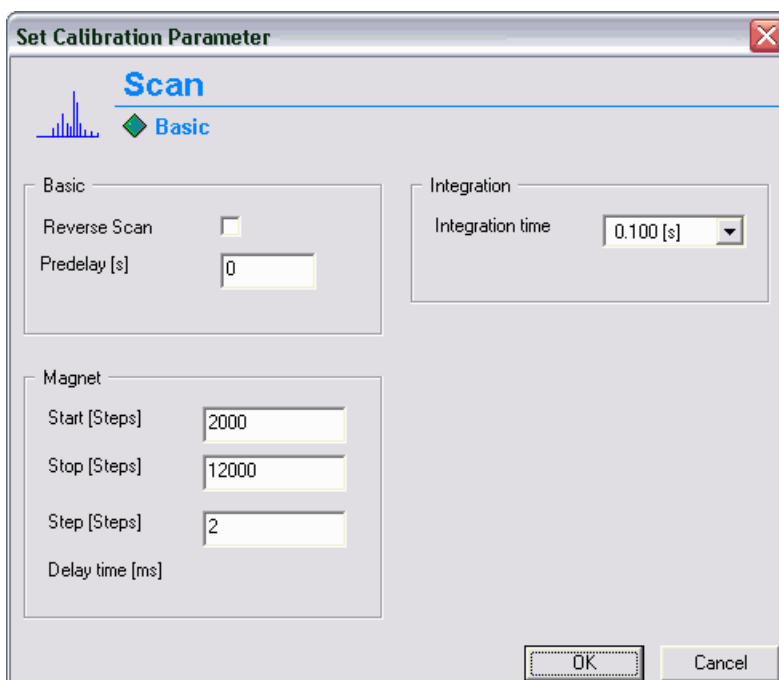 Set Calibration Parameter
Scan
Basic
Basic
Reverse Scan
Predelay [s]
0
Integration
Integration time
0.100 [s]
Magnet
Start [Steps]
2000
Stop [Steps]
12000
Step [Steps]
2
Delay time [ms]
OK
Cancel